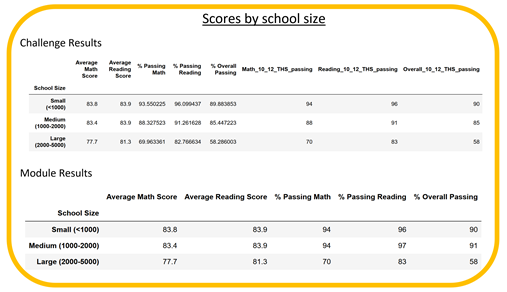 Scores by school size
Challenge Results
Average Math Score Average Reading Score % Passing Math % Passing Reading % Overall Passing Math_10_12_THS_passing Reading_10_12_THS_passing Overall_10_12_THS_passing
School Size
Small (<1000) 83.8 83.9 93.550225 96.099437 89.883853 94 96 90
Medium (1000-2000) 83.4 83.9 88.327523 91.261628 85.447223 88 91 85
Large (2000-5000) 77.7 81.3 69.963361 82.766634 58.286003 70 83 58
Module Results
Average Math Score Average Reading Score % Passing Math % Passing Reading % Overall Passing
School Size
Small (<1000) 83.8 83.9 94 96 90
Medium (1000-2000) 83.4 83.9 94 97 91
Large (2000-5000) 77.7 81.3 70 83 58